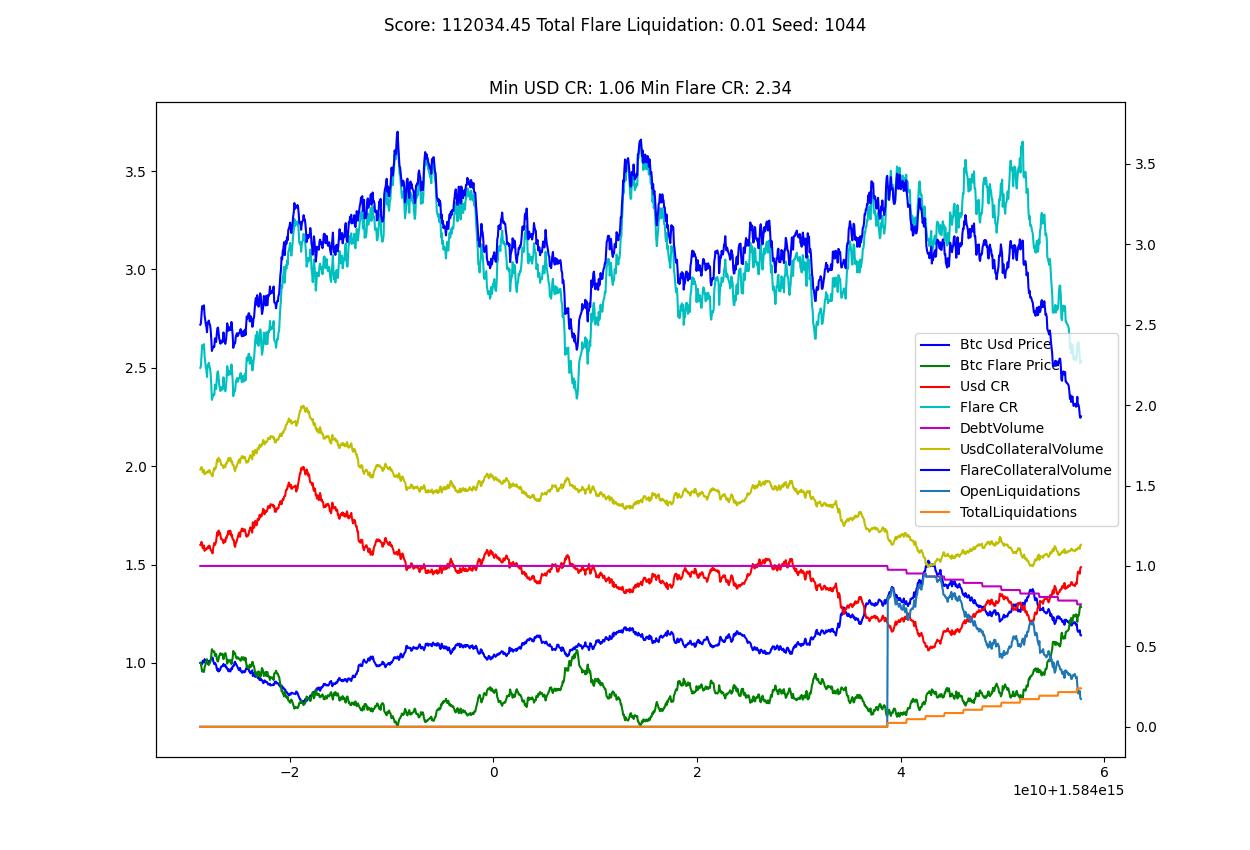 Score: 112034.45 Total Flare Liquidation: 0.01 Seed: 1044
Min USD CR: 1.06 Min Flare CR: 2.34
3.5
3.0
2.5
2.0
1.5
1.0
3.5
3.0
2.5
2.0
1.5
1.0
0.5
0.0
Btc Usd Price
Btc Flare Price
Usd CR
Flare CR
DebtVolume
UsdCollateralVolume
FlareCollateralVolume
OpenLiquidations
TotalLiquidations
−2
0
2
4
6
1e10+1.584e15